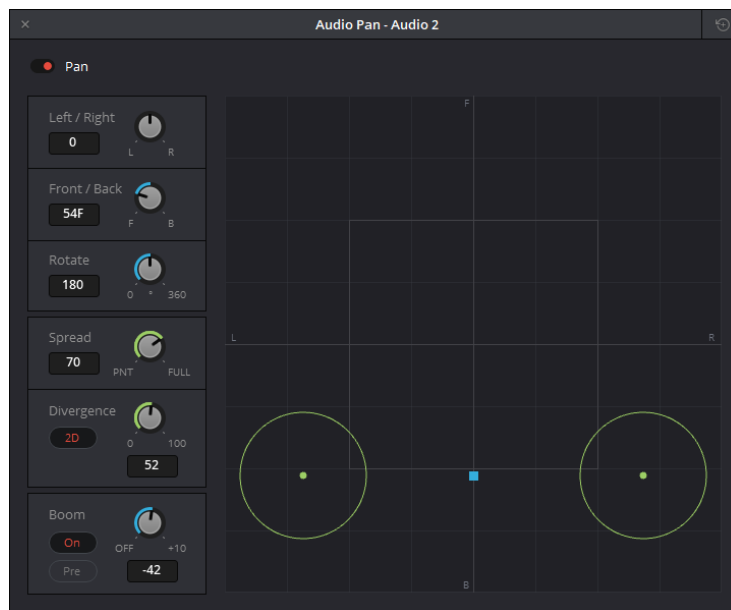 Audio Pan - Audio 2
Pan
Left / Right
0
L R
Front / Back
54F
F B
Rotate
180
0 ° 360
Spread
70
PNT FULL
Divergence
2D
0 100
52
Boom
On
OFF +10
Pre
-42
F
L R
B